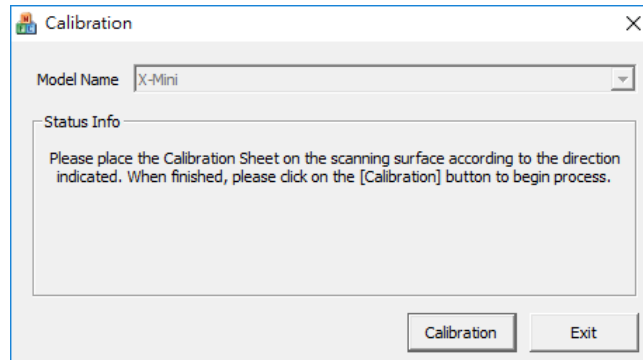 Calibration
Model Name X-Mini
Status Info
Please place the Calibration Sheet on the scanning surface according to the direction
indicated. When finished, please click on the [Calibration] button to begin process.
Calibration Exit